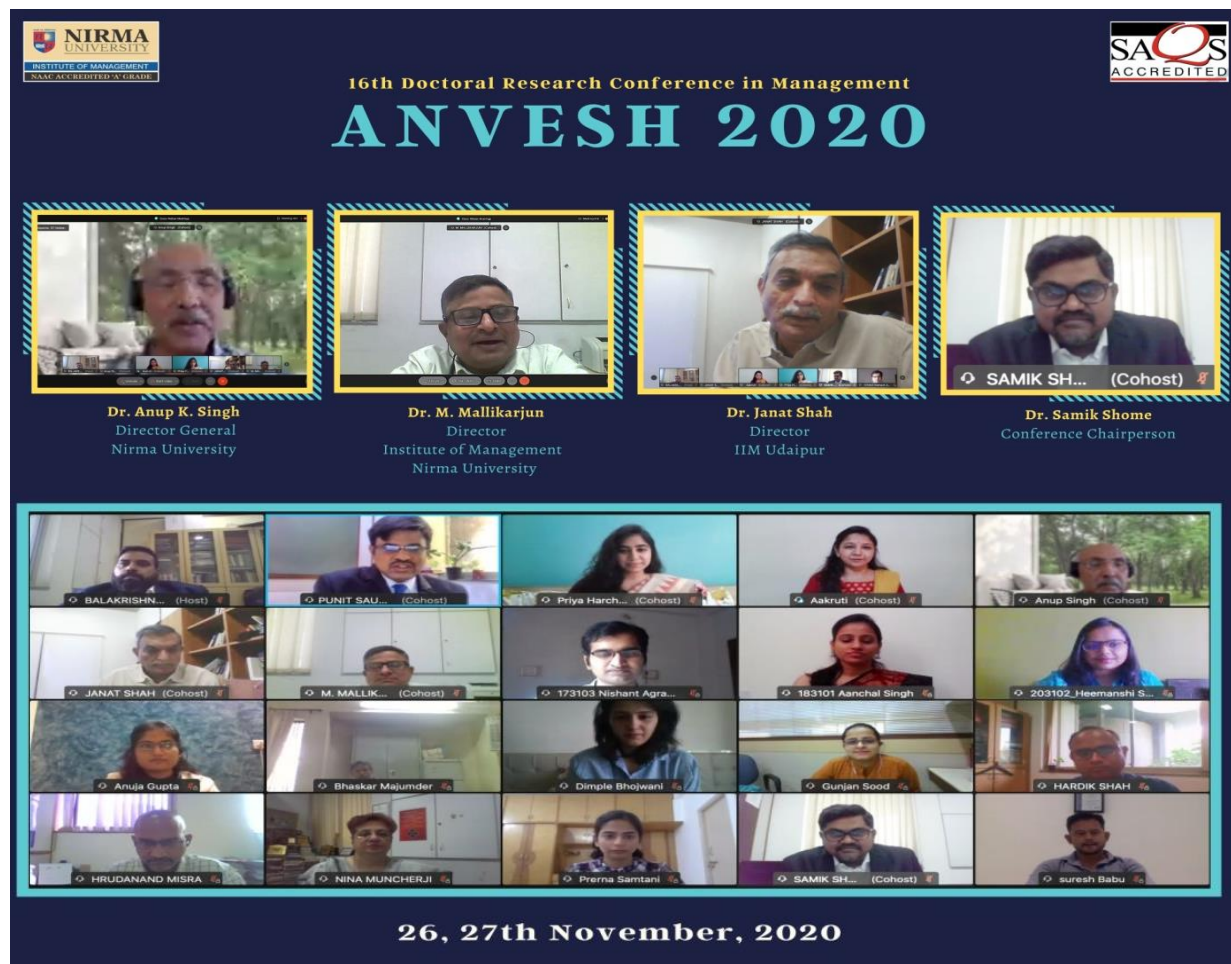 NIRMA
UNIVERSITY
INSTITUTE OF MANAGEMENT
NAAC ACCREDITED 'A' GRADE
SAQS
ACCREDITED
16th Doctoral Research Conference in Management
ANVESH 2020
SAMIK SH... (Cohost)
Dr. Anup K. Singh
Director General
Nirma University
Dr. M. Mallikarjun
Director
Institute of Management
Nirma University
Dr. Janat Shah
Director
IIM Udaipur
Dr. Samik Shome
Conference Chairperson
BALAKRISHN... (Host)
PUNIT SAU... (Cohost)
Priya Harch... (Cohost)
Aakruti (Cohost)
Anup Singh (Cohost)
JANAT SHAH (Cohost)
M. MALLIK... (Cohost)
173103 Nishant Agra...
183101 Aanchal Singh
203102_Heemanshi S...
Anuja Gupta
Bhaskar Majumder
Dimple Bhojwani
Gunjan Sood
HARDIK SHAH
HRUDANAND MISRA
NINA MUNCHERJI
Prerna Samtani
SAMIK SH... (Cohost)
suresh Babu
26, 27th November, 2020